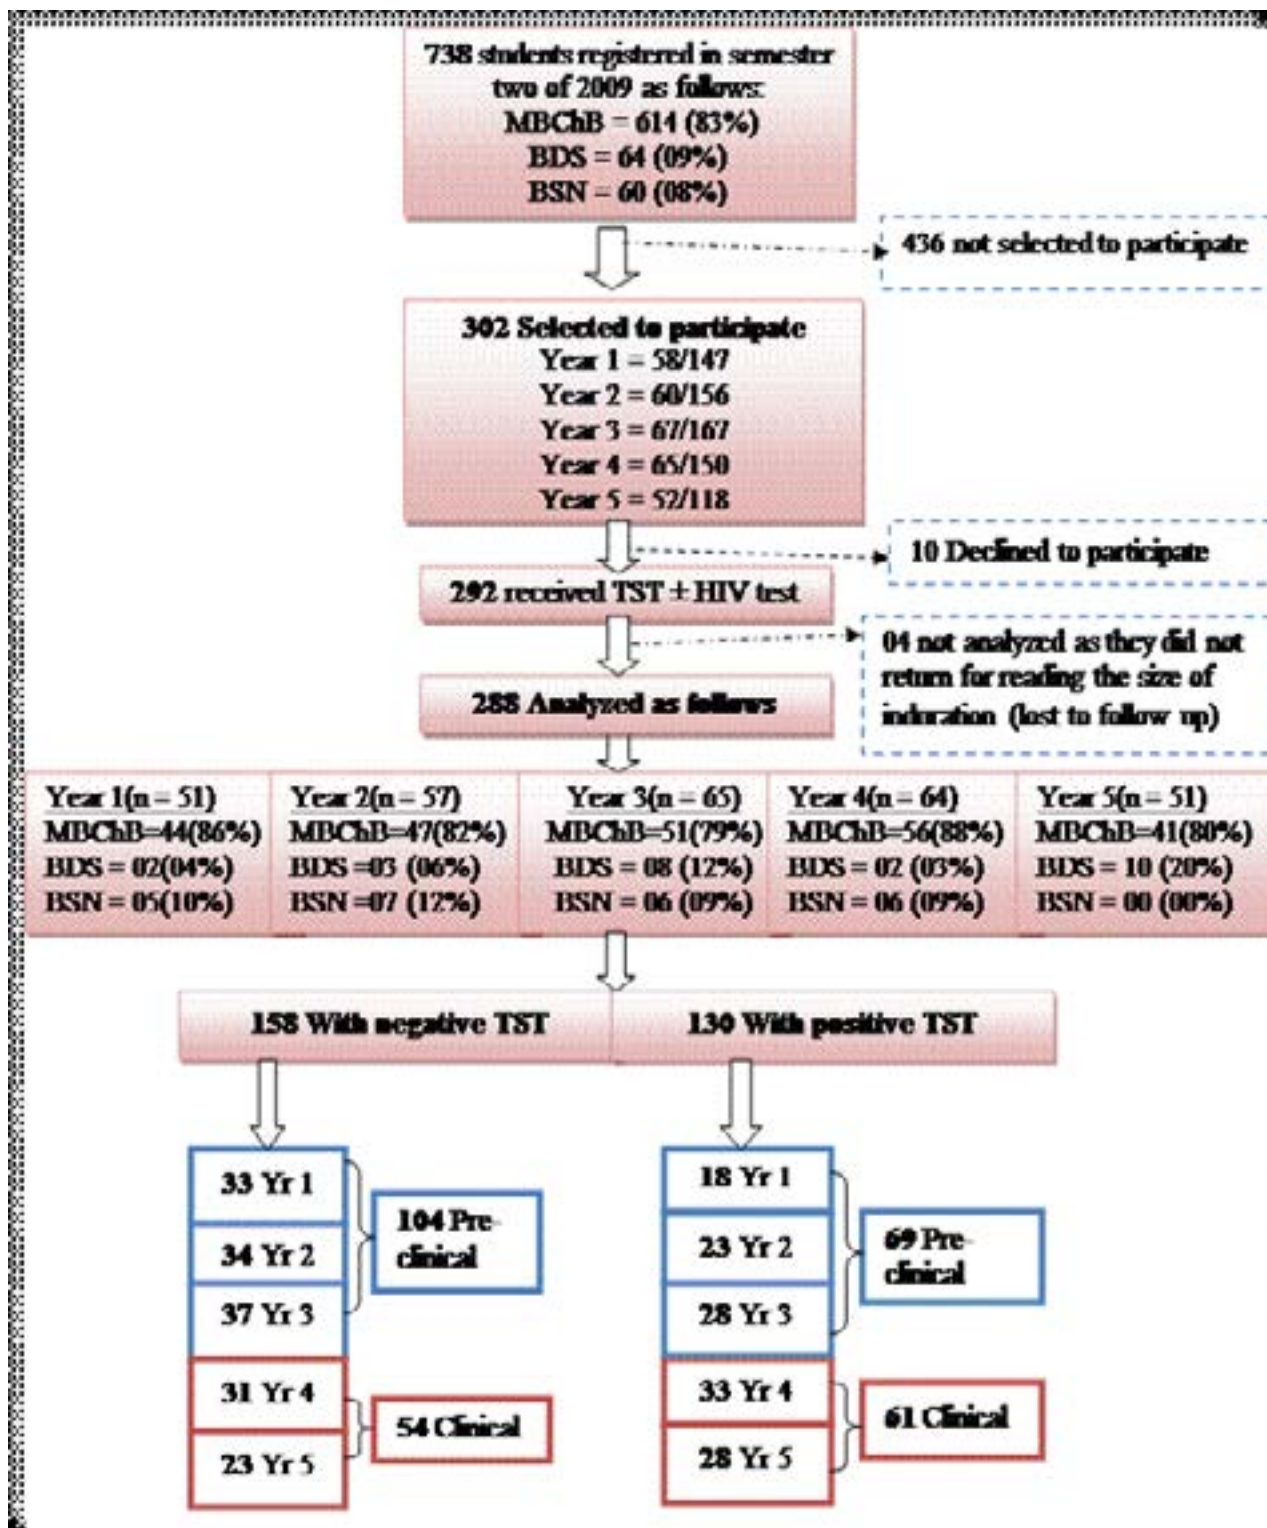 738 students registered in semester
two of 2009 as follows:
MBChB = 614 (83%)
BDS = 64 (09%)
BSN = 60 (08%)
436 not selected to participate
302 Selected to participate
Year 1 = 58/147
Year 2 = 60/156
Year 3 = 67/167
Year 4 = 65/150
Year 5 = 52/118
10 Declined to participate
292 received TST ± HIV test
04 not analyzed as they did not
return for reading the size of
induration (lost to follow up)
288 Analyzed as follows
Year 1(n = 51)
MBChB=44(86%)
BDS = 02(04%)
BSN = 05(10%)
Year 2(n = 57)
MBChB=47(82%)
BDS =03 (06%)
BSN =07 (12%)
Year 3(n = 65)
MBChB=51(79%)
BDS = 08 (12%)
BSN = 06 (09%)
Year 4(n = 64)
MBChB=56(88%)
BDS = 02 (03%)
BSN = 06 (09%)
Year 5(n = 51)
MBChB=41(80%)
BDS = 10 (20%)
BSN = 00 (00%)
158 With negative TST
130 With positive TST
33 Yr 1
34 Yr 2
37 Yr 3
104 Pre-
clinical
31 Yr 4
23 Yr 5
54 Clinical
18 Yr 1
23 Yr 2
28 Yr 3
69 Pre-
clinical
33 Yr 4
28 Yr 5
61 Clinical